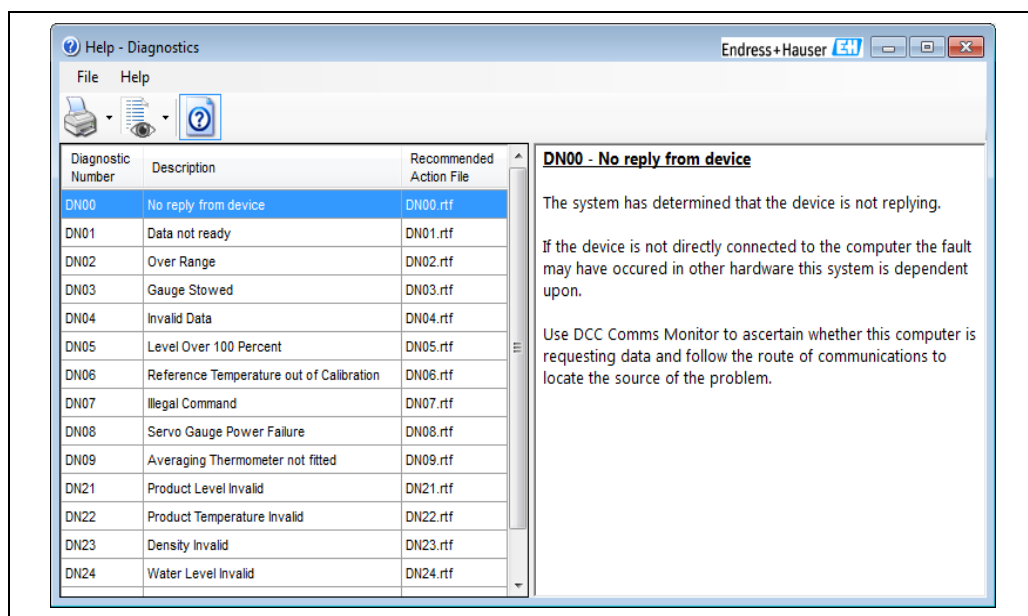 Help - Diagnostics
Endress+Hauser EH
File Help
Diagnostic Number Description Recommended Action File
DN00 No reply from device DN00.rtf
DN01 Data not ready DN01.rtf
DN02 Over Range DN02.rtf
DN03 Gauge Stowed DN03.rtf
DN04 Invalid Data DN04.rtf
DN05 Level Over 100 Percent DN05.rtf
DN06 Reference Temperature out of Calibration DN06.rtf
DN07 Illegal Command DN07.rtf
DN08 Servo Gauge Power Failure DN08.rtf
DN09 Averaging Thermometer not fitted DN09.rtf
DN21 Product Level Invalid DN21.rtf
DN22 Product Temperature Invalid DN22.rtf
DN23 Density Invalid DN23.rtf
DN24 Water Level Invalid DN24.rtf
DN00 - No reply from device
The system has determined that the device is not replying.
If the device is not directly connected to the computer the fault
may have occured in other hardware this system is dependent
upon.
Use DCC Comms Monitor to ascertain whether this computer is
requesting data and follow the route of communications to
locate the source of the problem.